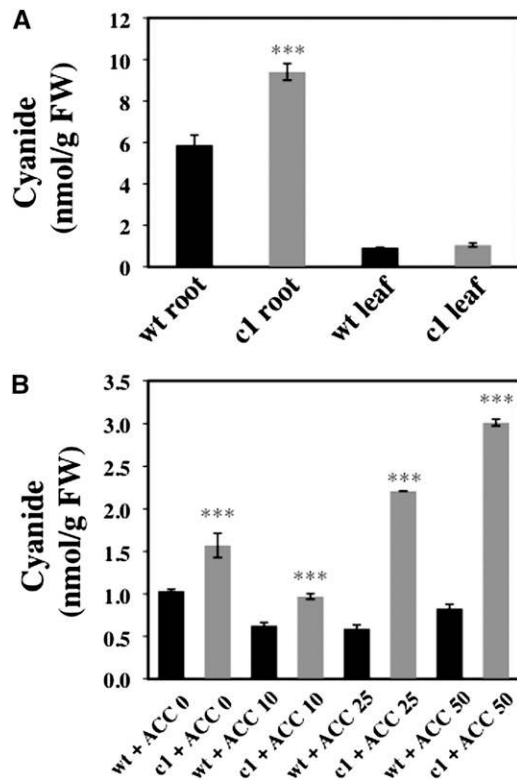 A
Cyanide
(nmol/g FW)
12
10
8
6
4
2
0
***
wt root
c1 root
wt leaf
c1 leaf
B
Cyanide
(nmol/g FW)
3.5
3.0
2.5
2.0
1.5
1.0
0.5
0.0
***
***
***
***
wt + ACC 0
c1 + ACC 0
wt + ACC 10
c1 + ACC 10
wt + ACC 25
c1 + ACC 25
wt + ACC 50
c1 + ACC 50